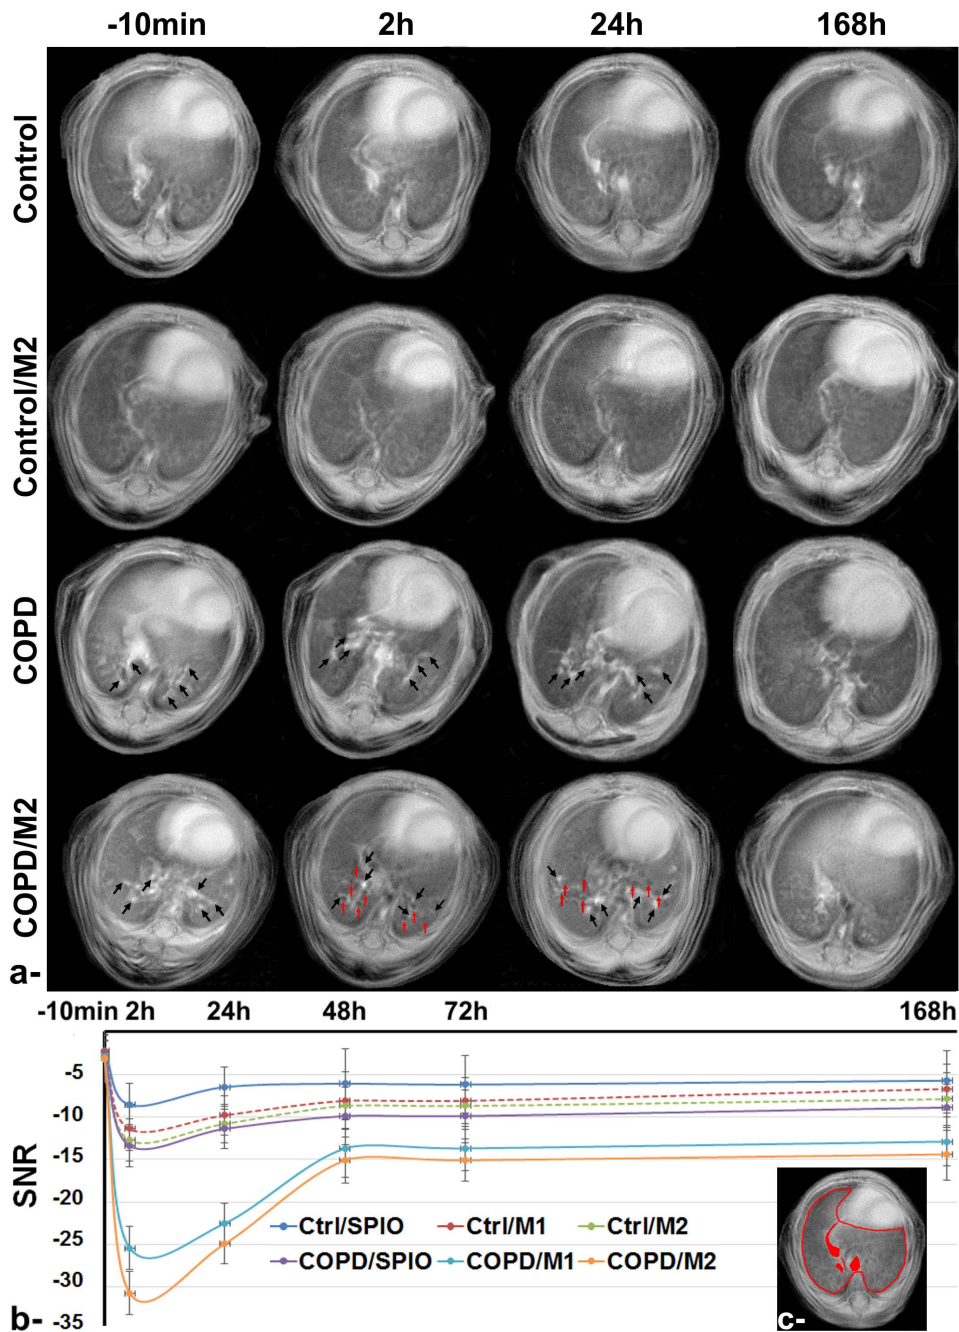 -10min 2h 24h 168h
Control
Control/M2
COPD
COPD/M2
a-
-10min 2h 24h 48h 72h 168h
-5
-10
-15
-20
-25
-30
-35
SNR
Ctrl/SPIO Ctrl/M1 Ctrl/M2
COPD/SPIO COPD/M1 COPD/M2
b-
c-